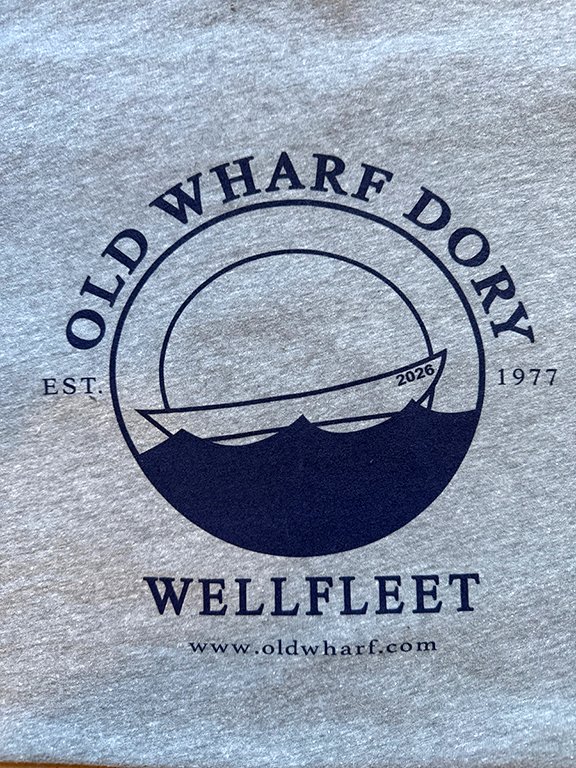 OLD WHARF DORY
EST. 1977
2026
WELLFLEET
www.oldwharf.com